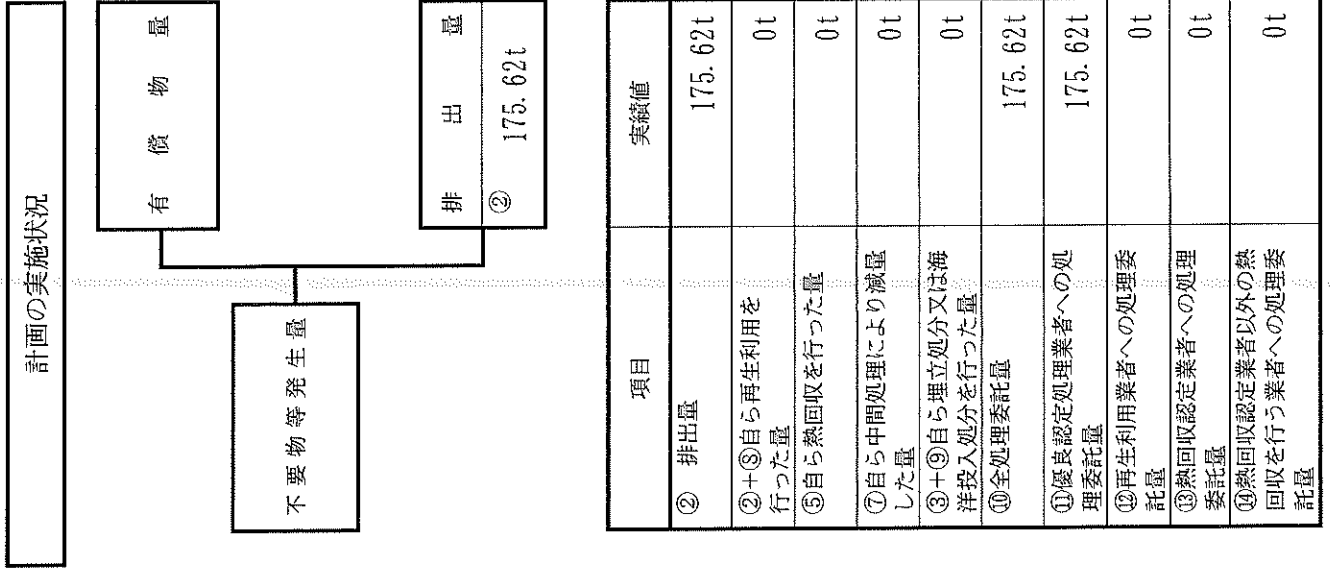 計画の実施状況
不要物等発生量
有償物量
排出量
② 175.62t
項目 実績値
② 排出量 175.62t
②+⑧自ら再生利用を
行った量 0t
⑤自ら熱回収を行った量 0t
⑦自ら中間処理により減量
した量 0t
③+⑨自ら埋立処分又は海
洋投入処分を行った量 0t
⑩全処理委託量 175.62t
⑪優良認定処理業者への処
理委託量 175.62t
⑫再生利用業者への処理委
託量 0t
⑬熱回収認定業者への処理
委託量 0t
⑭熱回収認定業者以外の熱
回収を行う業者への処理委
託量 0t